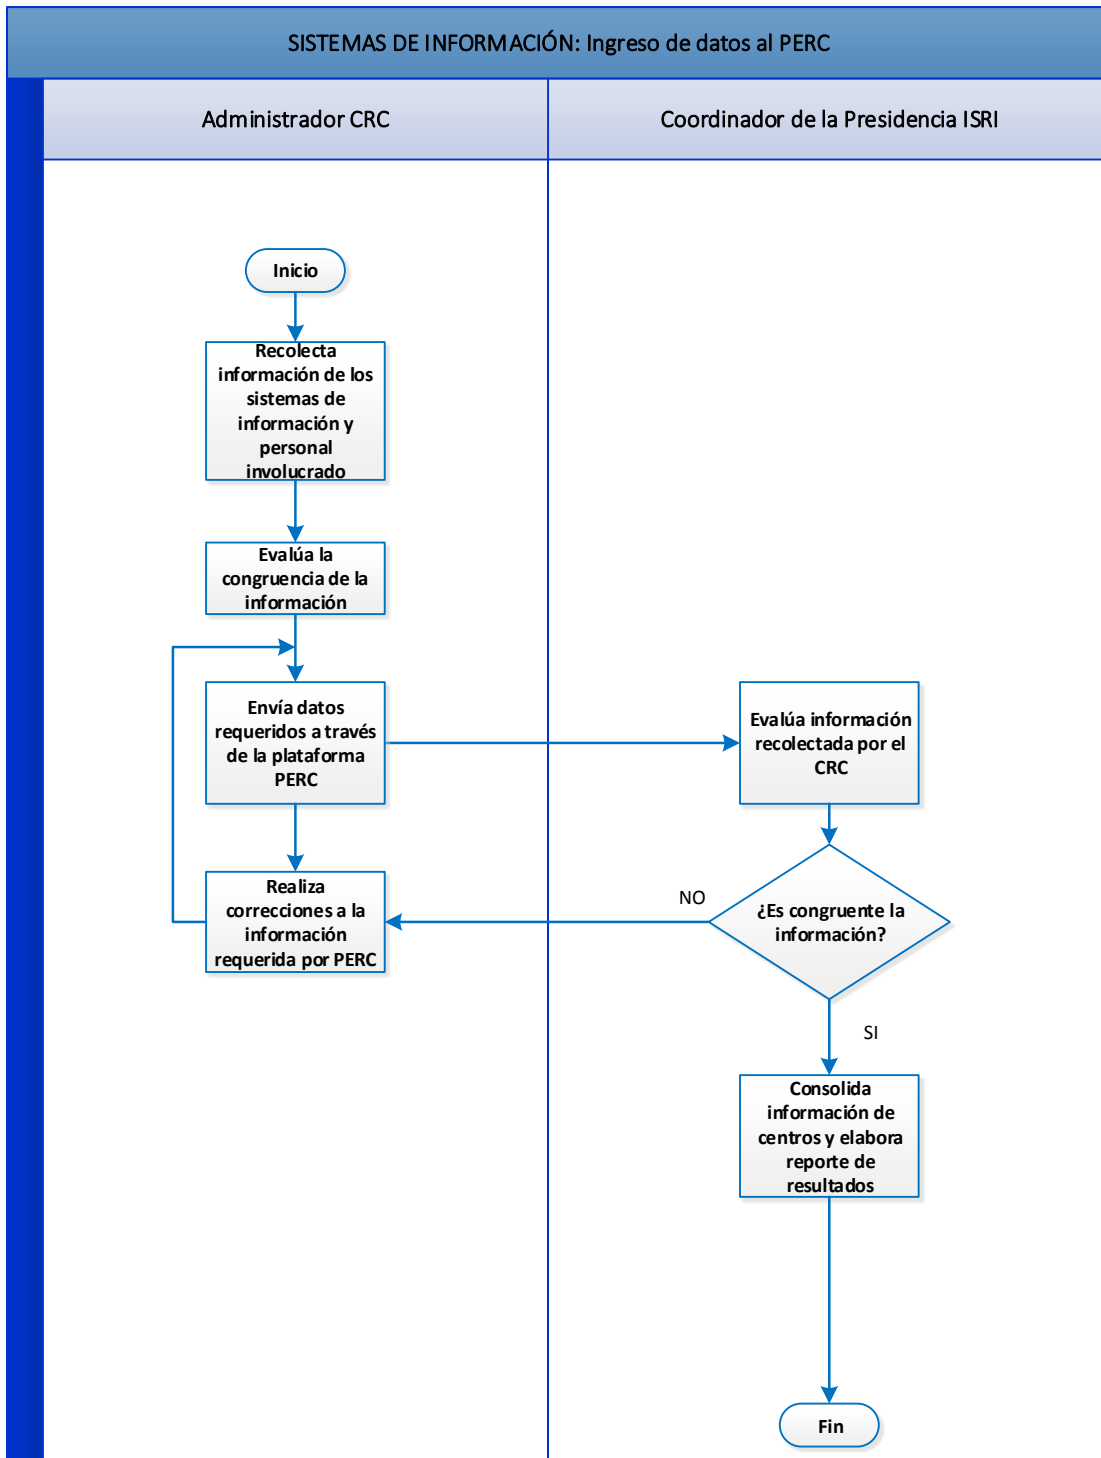 SISTEMAS DE INFORMACIÓN: Ingreso de datos al PERC
Administrador CRC
Coordinador de la Presidencia ISRI
Inicio
Recolecta
información de los
sistemas de
información y
personal
involucrado
Evalúa la
congruencia de la
información
Envía datos
requeridos a través
de la plataforma
PERC
Evalúa información
recolectada por el
CRC
Realiza
correcciones a la
información
requerida por PERC
NO
¿Es congruente la
información?
SI
Consolida
información de
centros y elabora
reporte de
resultados
Fin